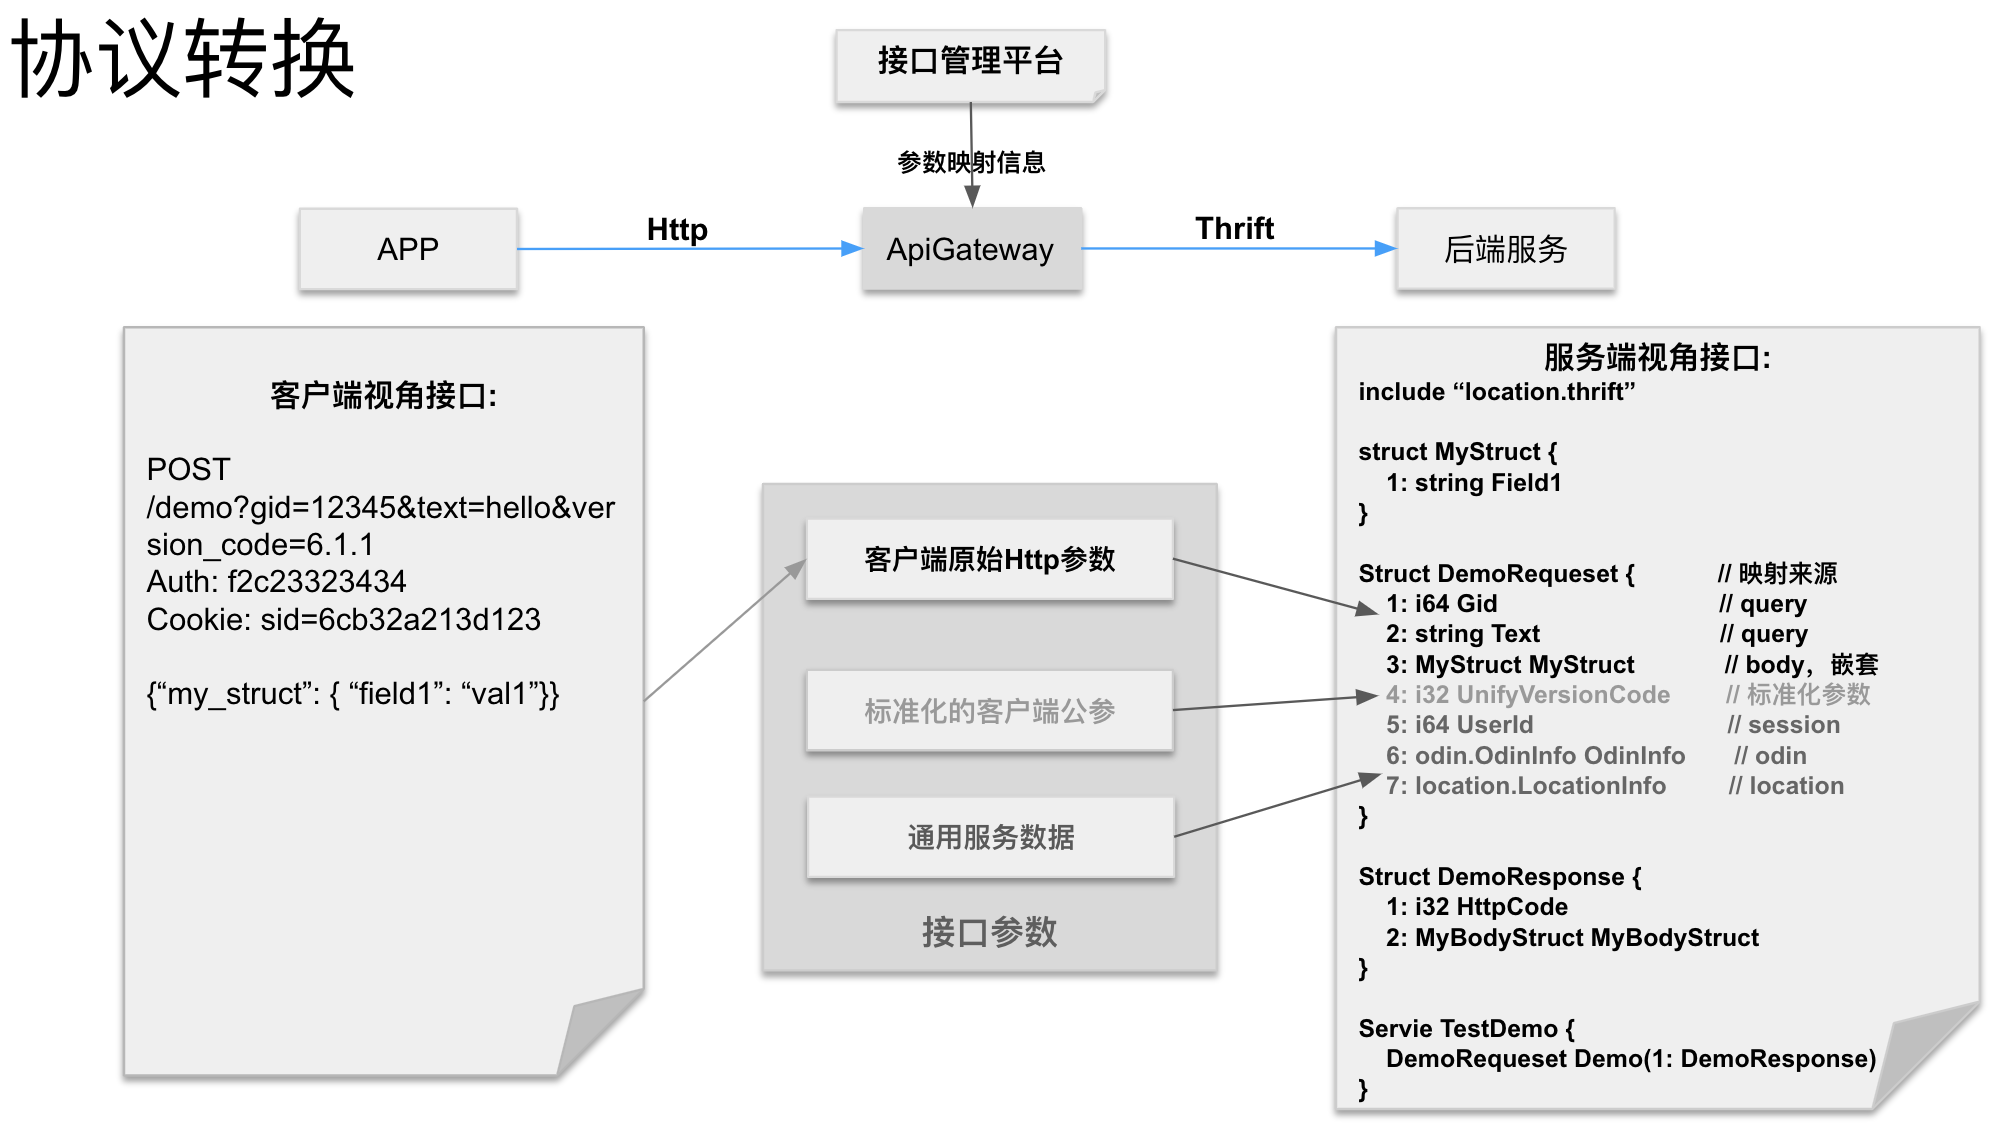 协议转换
接口管理平台
参数映射信息
APP
Http
ApiGateway
Thrift
后端服务
客户端视角接口:
POST
/demo?gid=12345&text=hello&ver
sion_code=6.1.1
Auth: f2c23323434
Cookie: sid=6cb32a213d123
{“my_struct”: { “field1”: “val1”}}
客户端原始Http参数
标准化的客户端公参
通用服务数据
接口参数
服务端视角接口:
include “location.thrift”
struct MyStruct {
1: string Field1
}
Struct DemoRequeset { // 映射来源
1: i64 Gid // query
2: string Text // query
3: MyStruct MyStruct // body，嵌套
4: i32 UnifyVersionCode // 标准化参数
5: i64 UserId // session
6: odin.OdinInfo OdinInfo // odin
7: location.LocationInfo // location
}
Struct DemoResponse {
1: i32 HttpCode
2: MyBodyStruct MyBodyStruct
}
Servie TestDemo {
DemoRequeset Demo(1: DemoResponse)
}